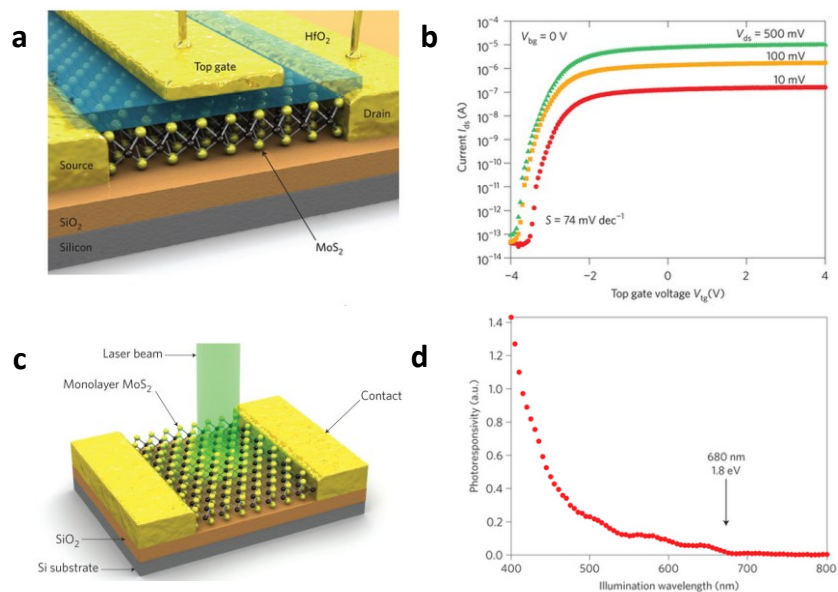 a
Top gate
HfO₂
Drain
Source
SiO₂
Silicon
MoS₂
b
V_bg = 0 V
V_ds = 500 mV
100 mV
10 mV
S = 74 mV dec⁻¹
Current I_ds (A)
10⁻⁴
10⁻⁵
10⁻⁶
10⁻⁷
10⁻⁸
10⁻⁹
10⁻¹⁰
10⁻¹¹
10⁻¹²
10⁻¹³
10⁻¹⁴
-4 -2 0 2 4
Top gate voltage V_tg(V)
c
Laser beam
Monolayer MoS₂
Contact
SiO₂
Si substrate
d
Photoresponsivity (a.u.)
1.4
1.2
1.0
0.8
0.6
0.4
0.2
0.0
680 nm
1.8 eV
400 500 600 700 800
Illumination wavelength (nm)